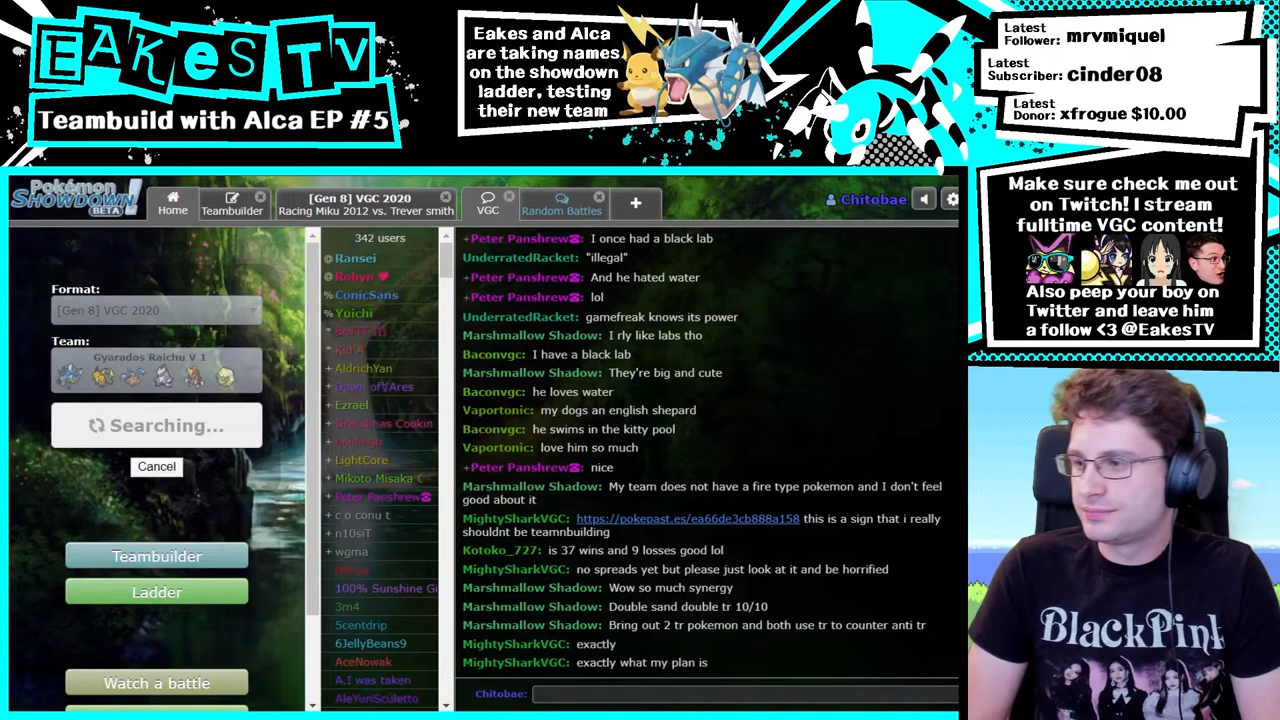 EAKES TV
Teambuild with Alca EP #5
Eakes and Alca
are taking names
on the showdown
ladder, testing
their new team
Latest
Follower: mrvmiquel
Latest
Subscriber: cinder08
Latest
Donor: xfrogue $10.00
Make sure check me out
on Twitch! I stream
fulltime VGC content!
Also peep your boy on
Twitter and leave him
a follow <3 @EakesTV
Pokémon
SHOWDOWN!
BETA
Home
Teambuilder
[Gen 8] VGC 2020
Racing Miku 2012 vs. Trever smith
VGC
Random Battles
Chitobae
Format:
[Gen 8] VGC 2020
Team:
Gyarados Raichu V 1
Searching...
Cancel
Teambuilder
Ladder
Watch a battle
342 users
@ Ransei
@ Robyn ♥
% ConicSans
% Yuichi
* BoTTT III
* Kid A
+ AldrichYan
+ Dawn of Ares
+ Ezrael
+ Grandmas Cookin
+ LightCore
+ Mikoto Misaka C
+ Peter Panshrew☎
+ c o conu t
+ n10siT
+ wgma
100% Sunshine Gi
3m4
5centdrip
6JellyBeans9
AceNowak
A.I was taken
AleYuriSculetto
+Peter Panshrew☎: I once had a black lab
UnderratedRacket: "illegal"
+Peter Panshrew☎: And he hated water
+Peter Panshrew☎: lol
UnderratedRacket: gamefreak knows its power
Marshmallow Shadow: I rly like labs tho
Baconvgc: I have a black lab
Marshmallow Shadow: They're big and cute
Baconvgc: he loves water
Vaportonic: my dogs an english shepard
Baconvgc: he swims in the kitty pool
Vaportonic: love him so much
+Peter Panshrew☎: nice
Marshmallow Shadow: My team does not have a fire type pokemon and I don't feel
good about it
MightySharkVGC: https://pokepast.es/ea66de3cb888a158 this is a sign that i really
shouldnt be teamnbuilding
Kotoko_727: is 37 wins and 9 losses good lol
MightySharkVGC: no spreads yet but please just look at it and be horrified
Marshmallow Shadow: Wow so much synergy
Marshmallow Shadow: Double sand double tr 10/10
Marshmallow Shadow: Bring out 2 tr pokemon and both use tr to counter anti tr
MightySharkVGC: exactly
MightySharkVGC: exactly what my plan is
Chitobae:
BLACKPINK